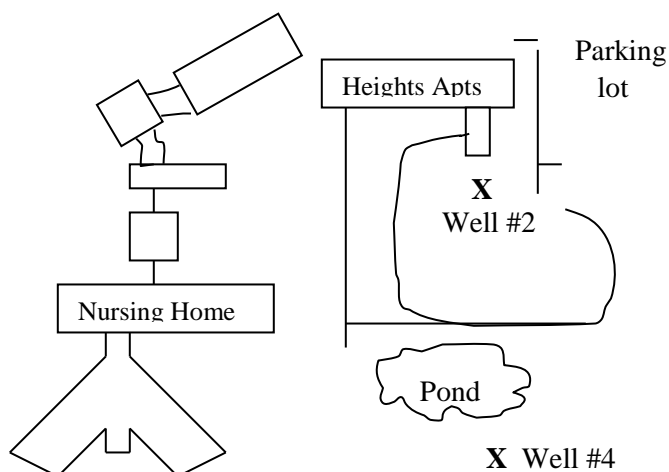 Parking
lot
Heights Apts
X
Well #2
Nursing Home
Pond
X Well #4